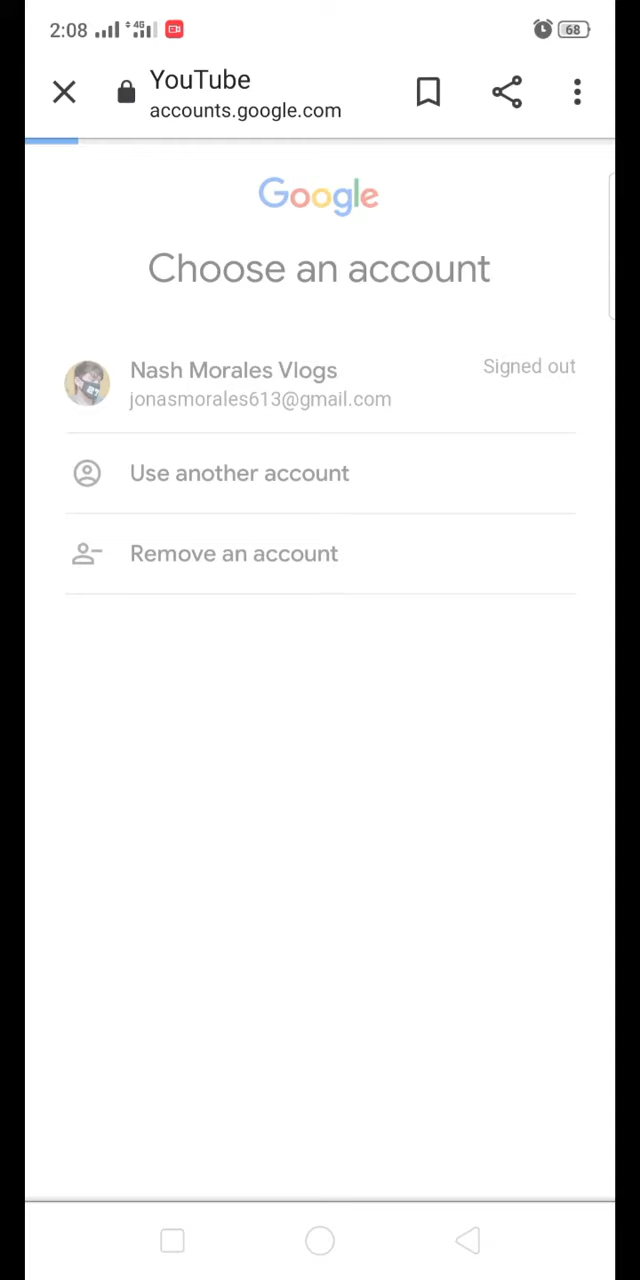 2:08 4G 68
YouTube
accounts.google.com
Google
Choose an account
Nash Morales Vlogs
Signed out
jonasmorales613@gmail.com
Use another account
Remove an account